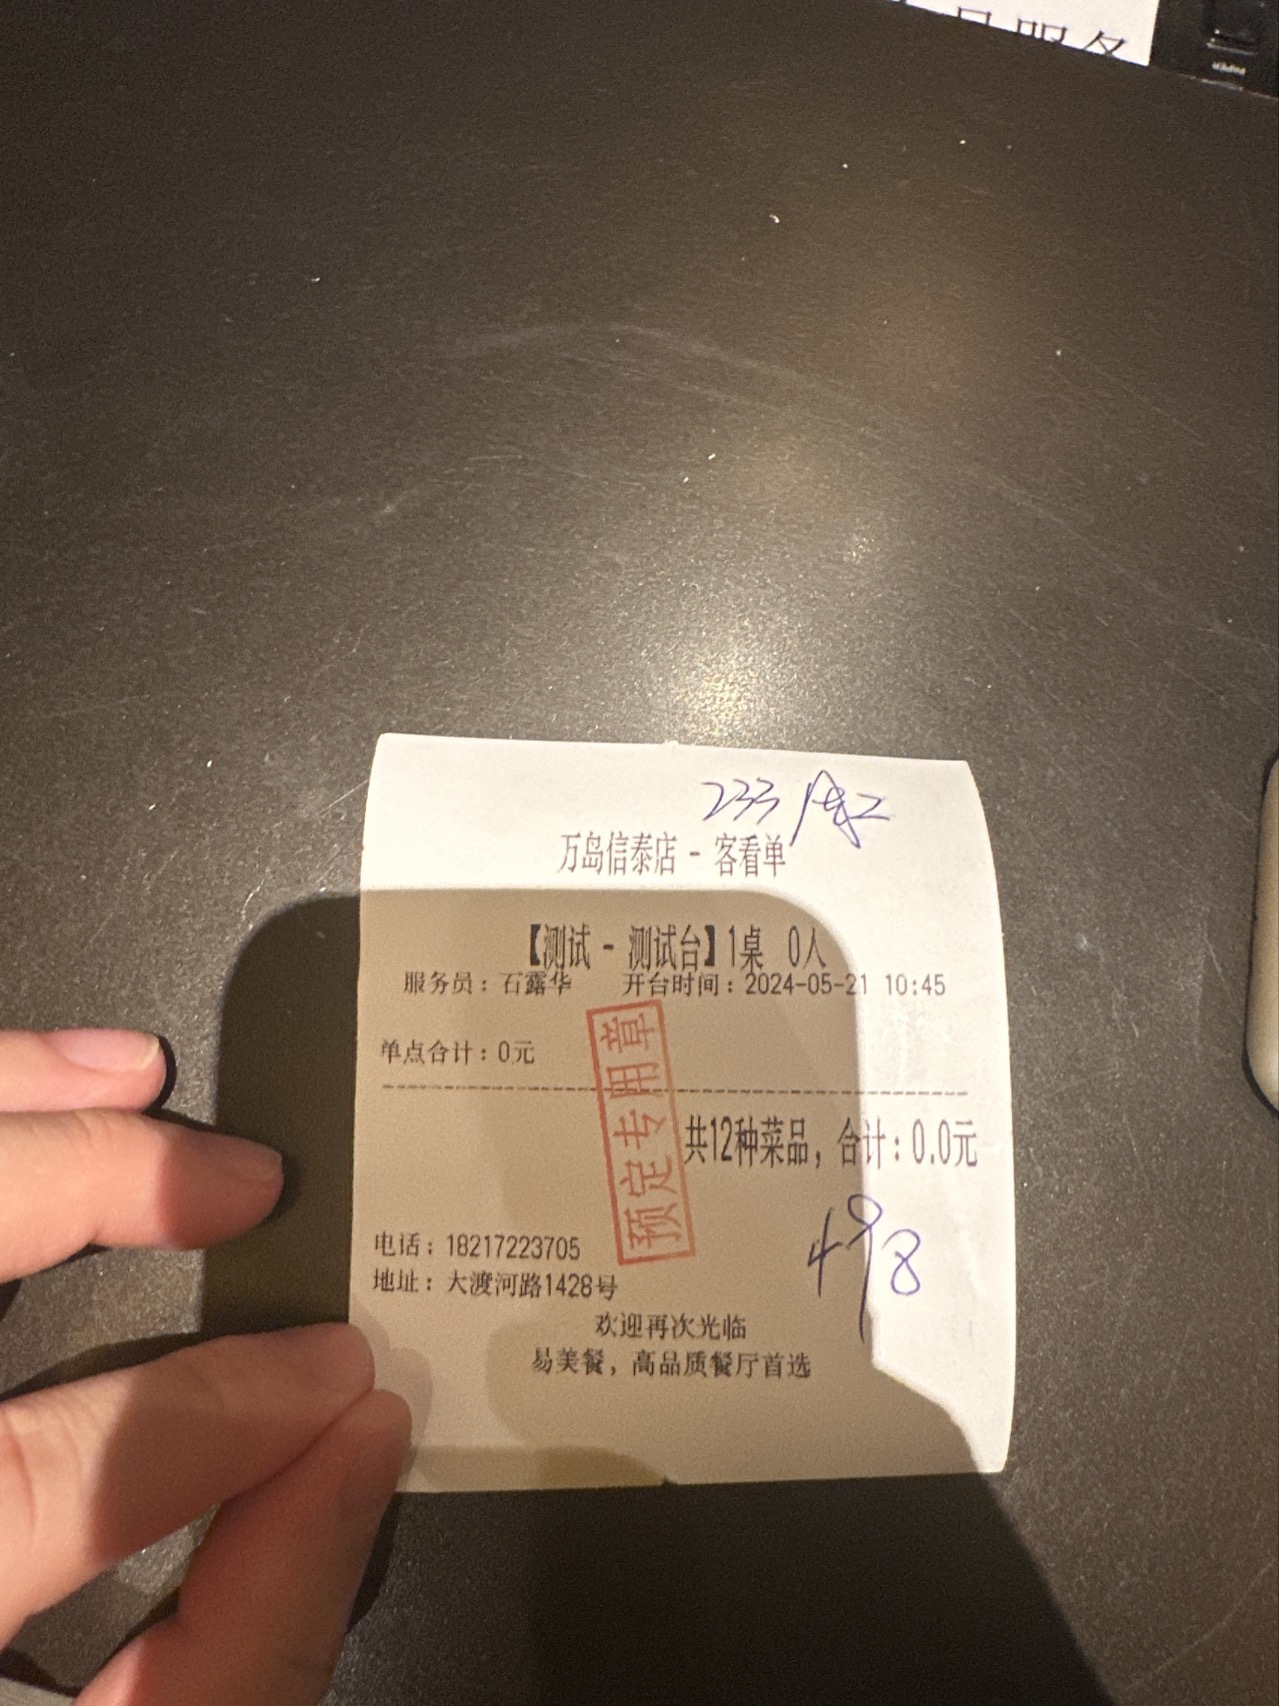 服务
PAPER
233
万岛信泰店 - 客看单
【测试 - 测试台】1桌 0人
服务员：石露华 开台时间：2024-05-21 10:45
单点合计：0元
预定专用章
共12种菜品，合计：0.0元
498
电话：18217223705
地址：大渡河路1428号
欢迎再次光临
易美餐，高品质餐厅首选